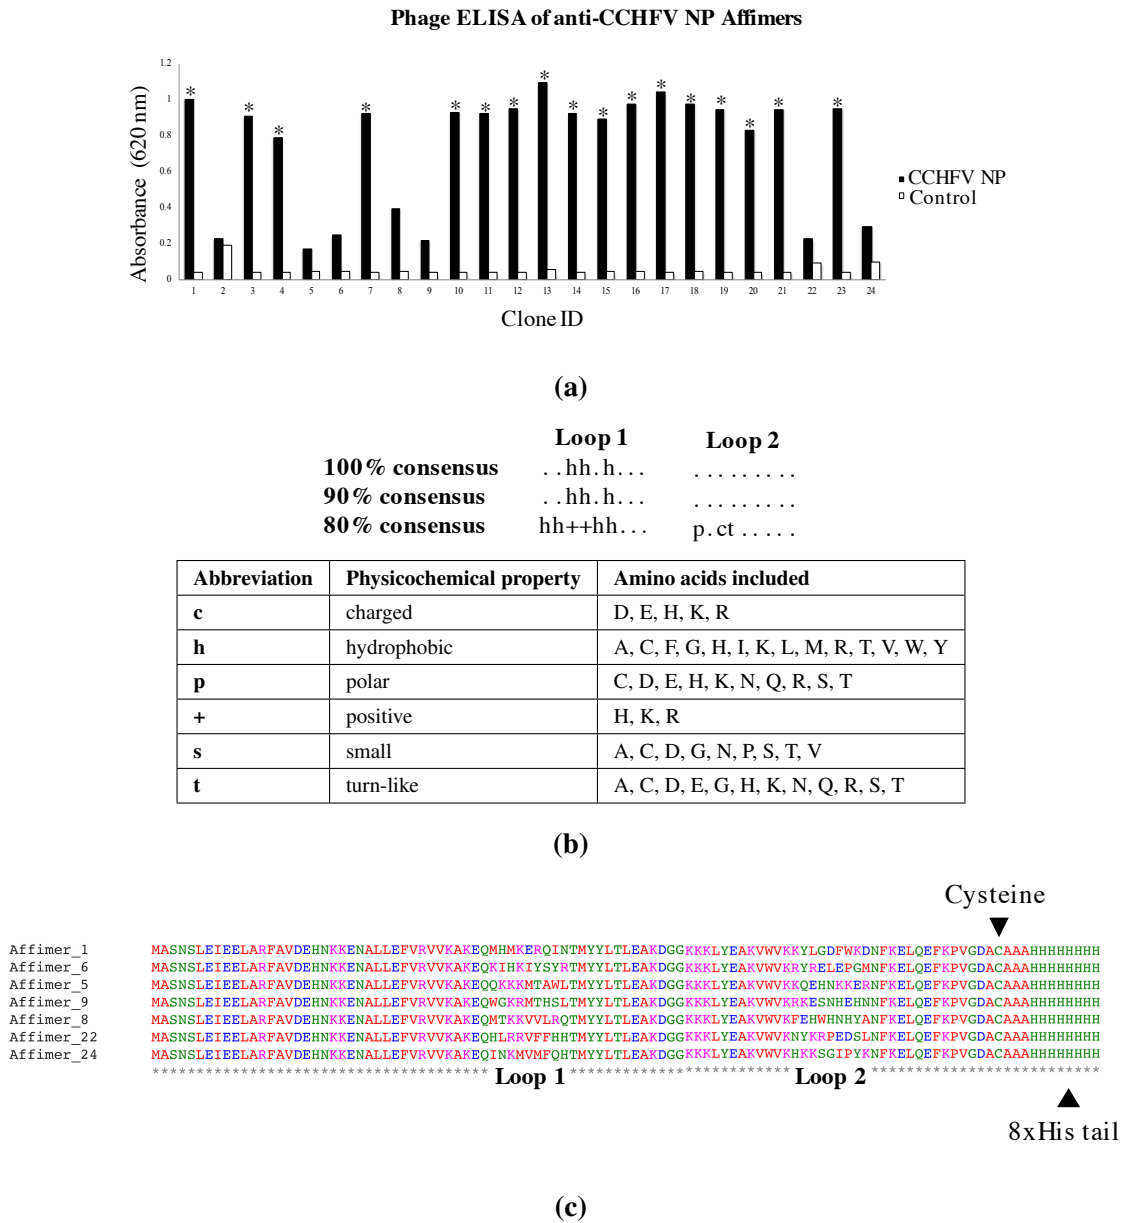 Phage ELISA of anti-CCHFV NP Affimers
1.2
1
0.8
0.6
0.4
0.2
0
Absorbance (620 nm)
* * * * * * * * * * * * * * * *
1 2 3 4 5 6 7 8 9 10 11 12 13 14 15 16 17 18 19 20 21 22 23 24
Clone ID
CCHFV NP
Control
(a)
Loop 1 Loop 2
100% consensus ..hh.h... .........
90% consensus ..hh.h... .........
80% consensus hh++hh... p.ct.....
Abbreviation Physicochemical property Amino acids included
c charged D, E, H, K, R
h hydrophobic A, C, F, G, H, I, K, L, M, R, T, V, W, Y
p polar C, D, E, H, K, N, Q, R, S, T
+ positive H, K, R
s small A, C, D, G, N, P, S, T, V
t turn-like A, C, D, E, G, H, K, N, Q, R, S, T
(b)
Cysteine
Affimer_1 MASNSLEIEELARFAVDEHNKKENALLEFVRVVKAKEQMHMKERQINTMYYLTLEAKDGGKKKLYEAKVWVKKYLGDFWKDNFKELQEFKPVGDACAAAHHHHHHHH
Affimer_6 MASNSLEIEELARFAVDEHNKKENALLEFVRVVKAKEQKIHKIYSYRTMYYLTLEAKDGGKKKLYEAKVWVKRYRELEPGMNFKELQEFKPVGDACAAAHHHHHHHH
Affimer_5 MASNSLEIEELARFAVDEHNKKENALLEFVRVVKAKEQQKKKMTAWLTMYYLTLEAKDGGKKKLYEAKVWVKKQEHNKKERNFKELQEFKPVGDACAAAHHHHHHHH
Affimer_9 MASNSLEIEELARFAVDEHNKKENALLEFVRVVKAKEQWGKRMTHSLTMYYLTLEAKDGGKKKLYEAKVWVKRKESNHEHNNFKELQEFKPVGDACAAAHHHHHHHH
Affimer_8 MASNSLEIEELARFAVDEHNKKENALLEFVRVVKAKEQMTKKVVLRQTMYYLTLEAKDGGKKKLYEAKVWVKFEHWHNHYANFKELQEFKPVGDACAAAHHHHHHHH
Affimer_22 MASNSLEIEELARFAVDEHNKKENALLEFVRVVKAKEQHLRRVFFHHTMYYLTLEAKDGGKKKLYEAKVWVKNYKRPEDSLNFKELQEFKPVGDACAAAHHHHHHHH
Affimer_24 MASNSLEIEELARFAVDEHNKKENALLEFVRVVKAKEQINKMVMFQHTMYYLTLEAKDGGKKKLYEAKVWVKHKKSGIPYKNFKELQEFKPVGDACAAAHHHHHHHH
************************************** Loop 1 ************************* Loop 2 **************************
8xHis tail
(c)